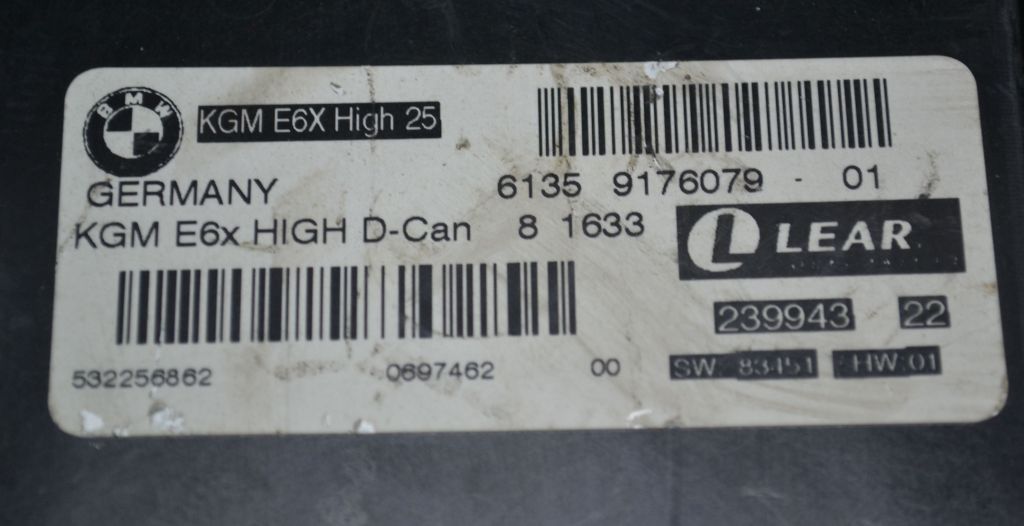 BMW
KGM E6X High 25
GERMANY
6135 9176079 - 01
KGM E6x HIGH D-Can 8 1633
L LEAR
239943 22
532256862 0697462 00
SW 83451 HW 01